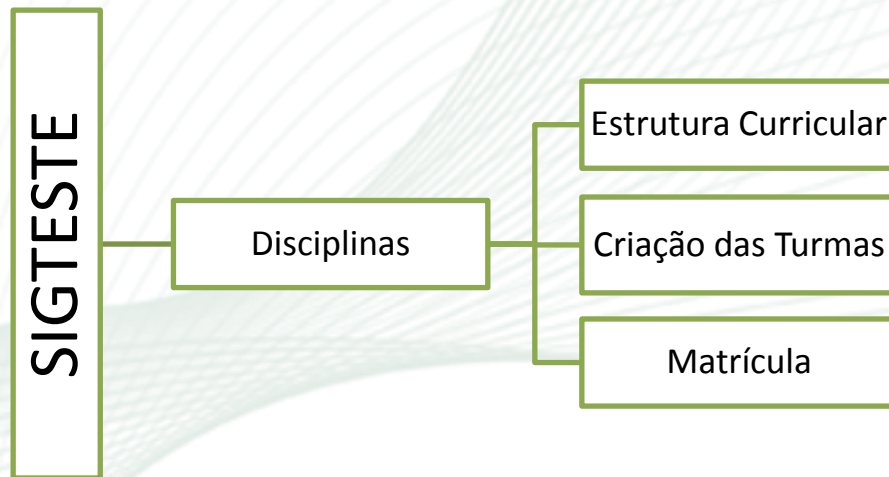 SIGTESTE
Disciplinas
Estrutura Curricular
Criação das Turmas
Matrícula